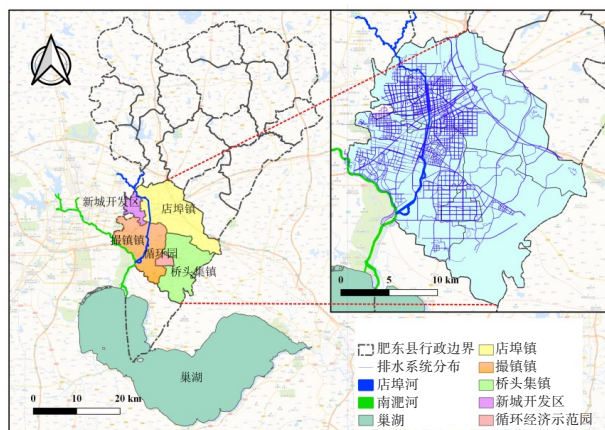 新城开发区
店埠镇
撮镇镇
循环园
桥头集镇
巢湖
0 20 km
0 5 10 km
肥东县行政边界
排水系统分布
店埠河
南淝河
巢湖
店埠镇
撮镇镇
桥头集镇
新城开发区
循环经济示范园